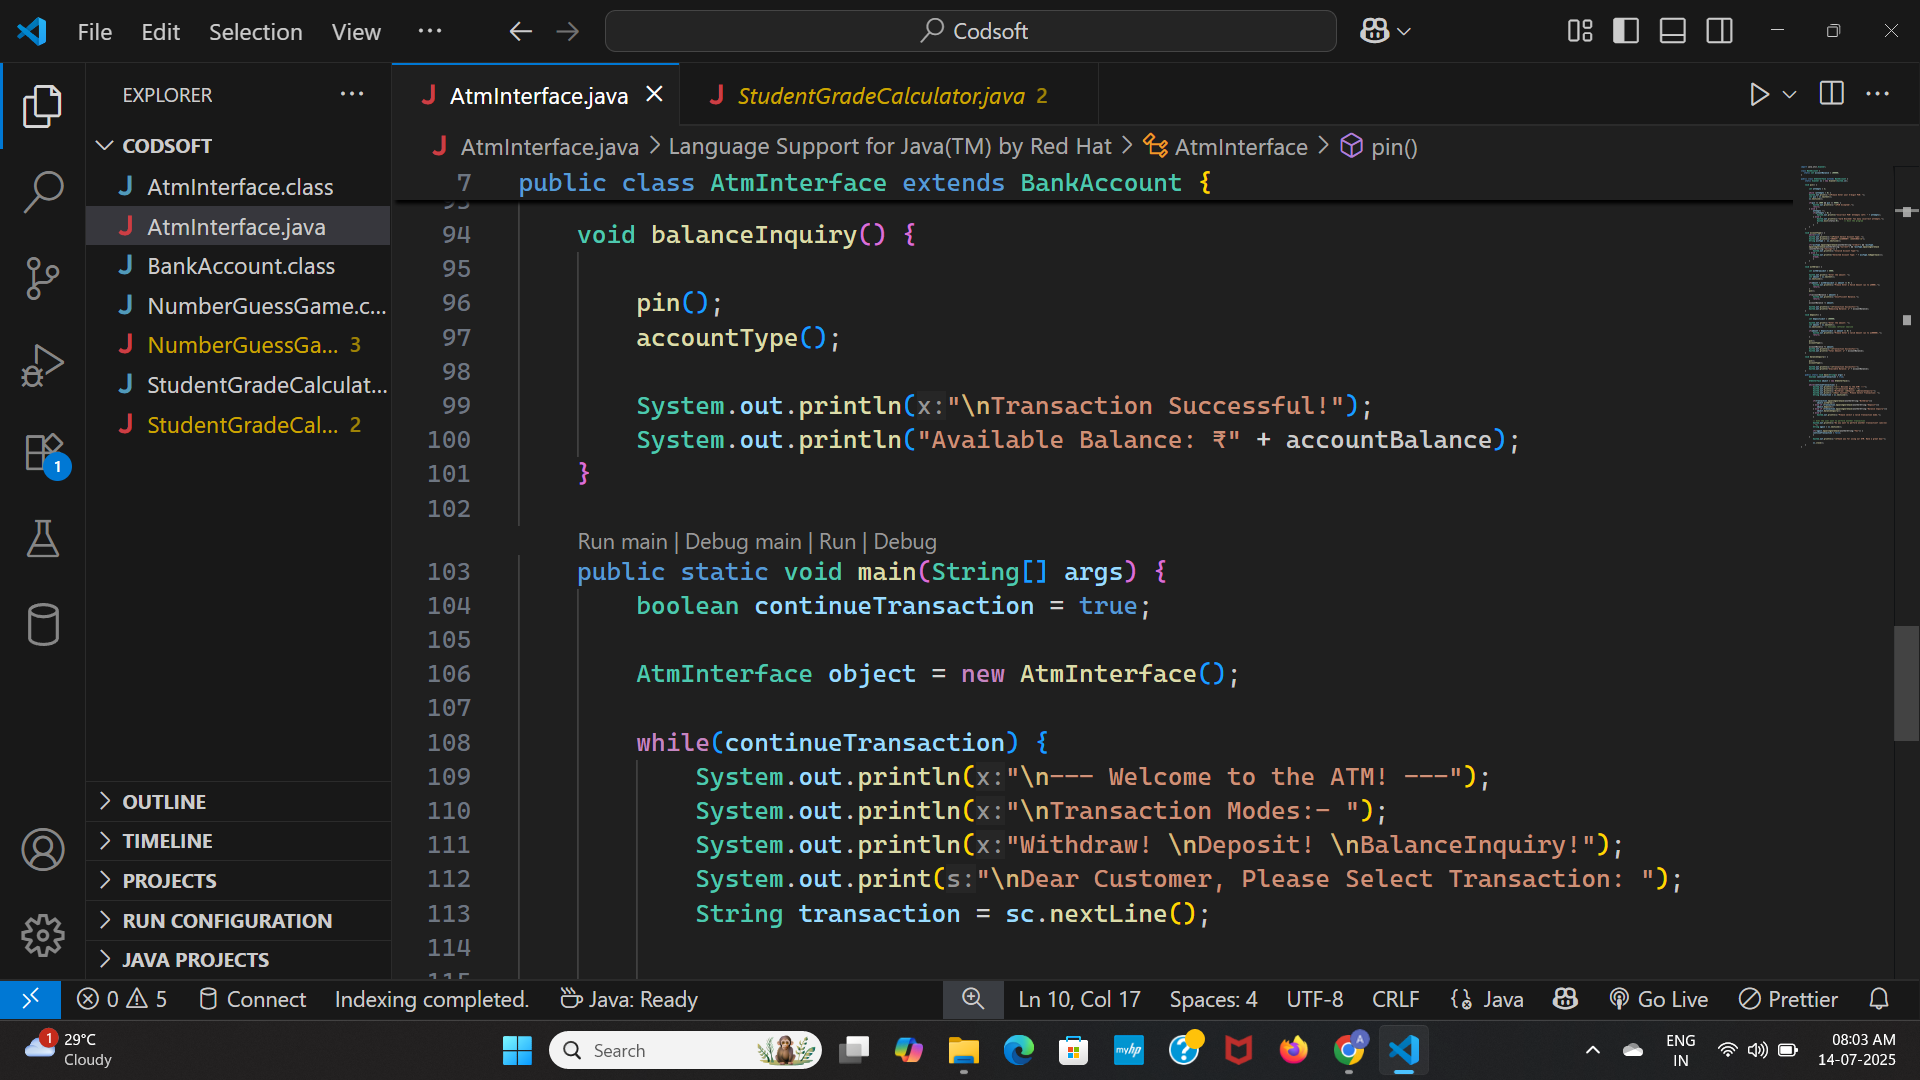 File Edit Selection View ··· Codsoft
EXPLORER ···
CODSOFT
AtmInterface.class
AtmInterface.java
BankAccount.class
NumberGuessGame.c...
NumberGuessGa... 3
StudentGradeCalculat...
StudentGradeCal... 2
OUTLINE
TIMELINE
PROJECTS
RUN CONFIGURATION
JAVA PROJECTS
1
AtmInterface.java StudentGradeCalculator.java 2
AtmInterface.java > Language Support for Java(TM) by Red Hat > AtmInterface > pin()
7 public class AtmInterface extends BankAccount {
94 void balanceInquiry() {
95
96 pin();
97 accountType();
98
99 System.out.println(x:"\nTransaction Successful!");
100 System.out.println("Available Balance: ₹" + accountBalance);
101 }
102
Run main | Debug main | Run | Debug
103 public static void main(String[] args) {
104 boolean continueTransaction = true;
105
106 AtmInterface object = new AtmInterface();
107
108 while(continueTransaction) {
109 System.out.println(x:"\n--- Welcome to the ATM! ---");
110 System.out.println(x:"\nTransaction Modes:- ");
111 System.out.println(x:"Withdraw! \nDeposit! \nBalanceInquiry!");
112 System.out.print(s:"\nDear Customer, Please Select Transaction: ");
113 String transaction = sc.nextLine();
114
0 5 Connect Indexing completed. Java: Ready Ln 10, Col 17 Spaces: 4 UTF-8 CRLF Java Go Live Prettier
1 29°C
Cloudy
Search
myhp
A
ENG
IN
08:03 AM
14-07-2025